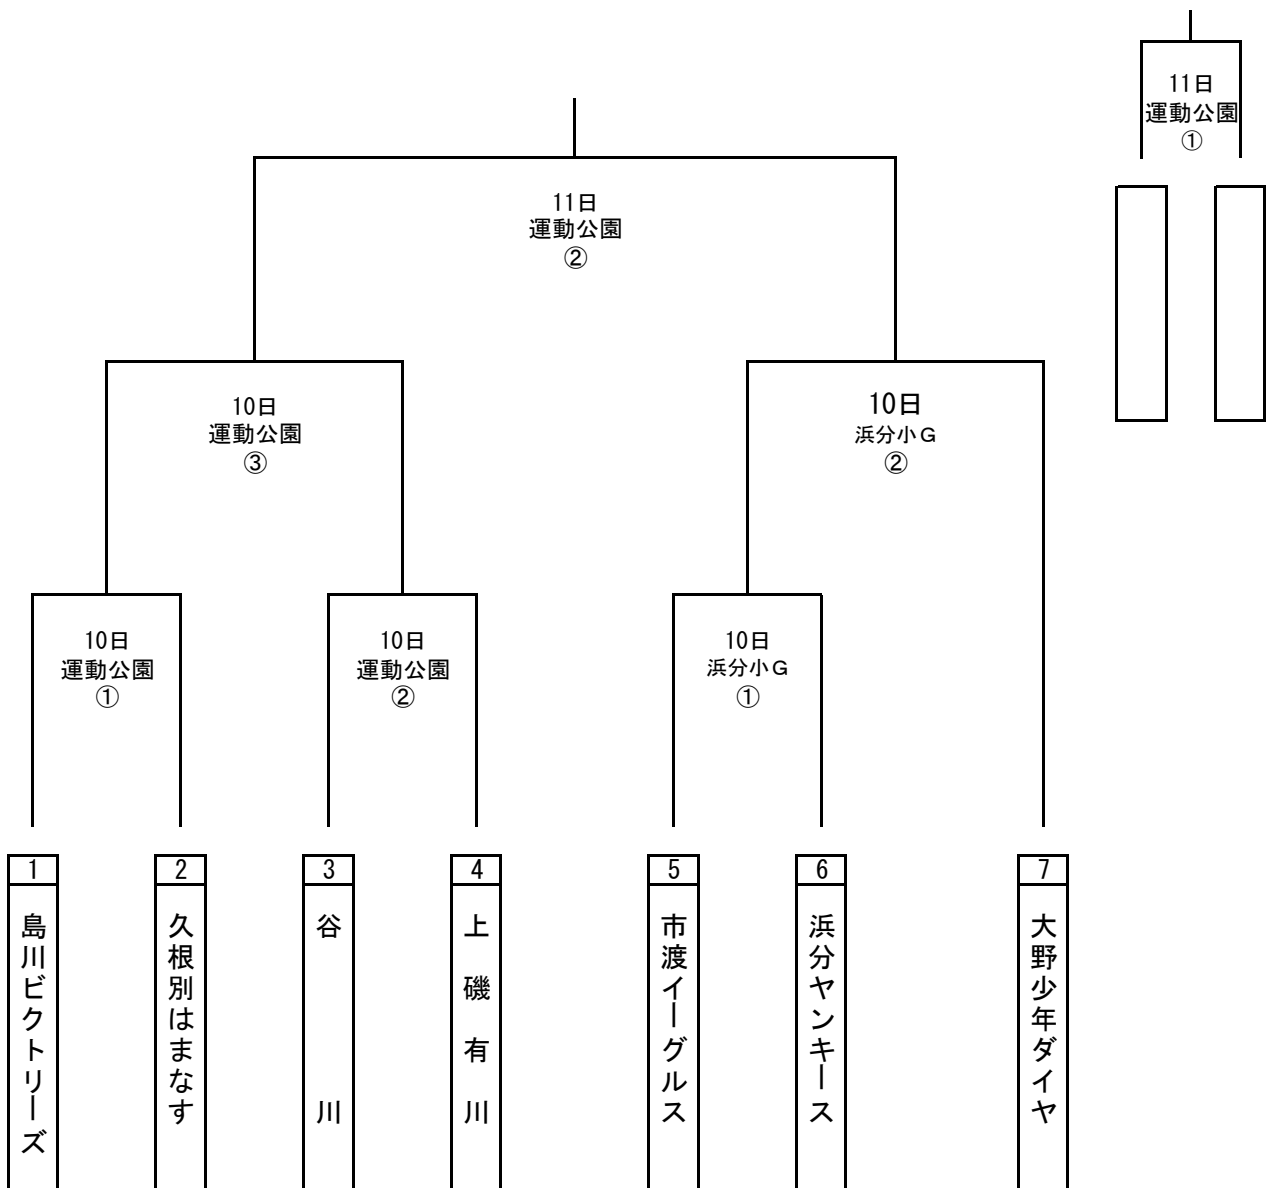 11日
運動公園
①
11日
運動公園
②
10日
運動公園
③
10日
浜分小G
②
10日
運動公園
①
10日
運動公園
②
10日
浜分小G
①
1
島川ビクトリーズ
2
久根別はまなす
3
谷川
4
上磯有川
5
市渡イーグルス
6
浜分ヤンキース
7
大野少年ダイヤ